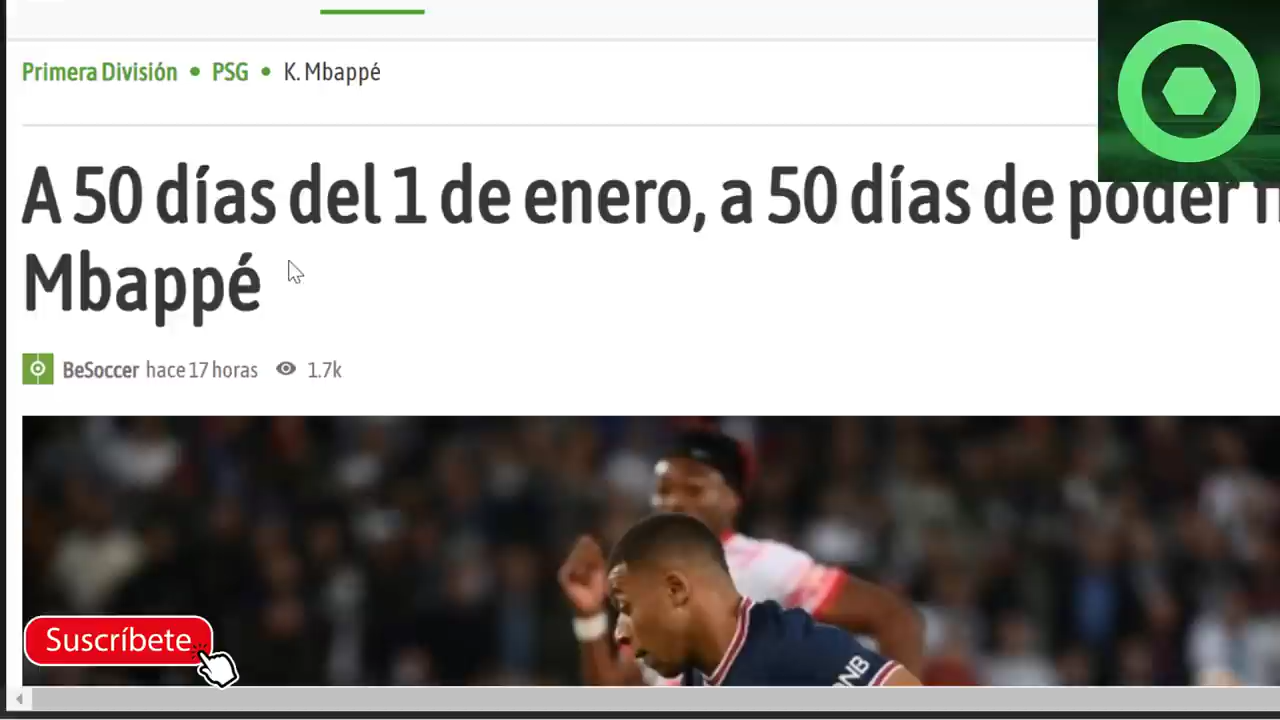 Primera División • PSG • K. Mbappé
A 50 días del 1 de enero, a 50 días de poder
Mbappé
BeSoccer hace 17 horas 1.7k
Suscríbete